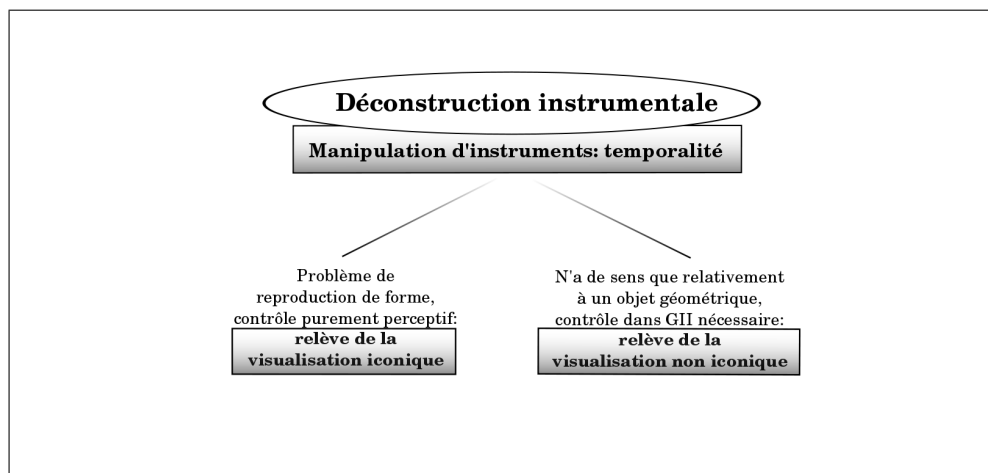 Déconstruction instrumentale
Manipulation d'instruments: temporalité
Problème de
reproduction de forme,
contrôle purement perceptif:
relève de la
visualisation iconique
N'a de sens que relativement
à un objet géométrique,
contrôle dans GII nécessaire:
relève de la
visualisation non iconique